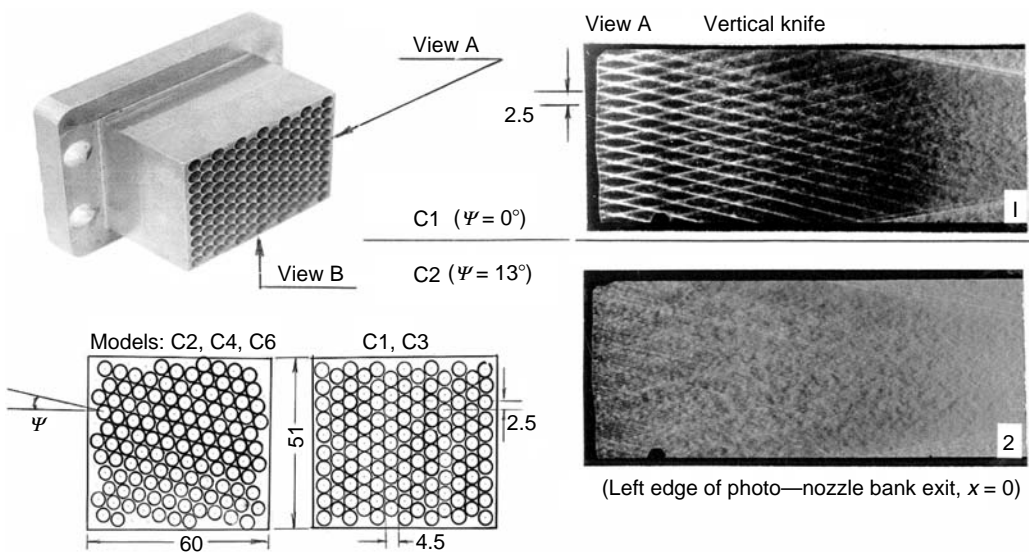 View A
View A Vertical knife
2.5
1
C1 (Ψ = 0°)
View B
C2 (Ψ = 13°)
Models: C2, C4, C6
C1, C3
Ψ
51
2.5
60
4.5
2
(Left edge of photo—nozzle bank exit, x = 0)